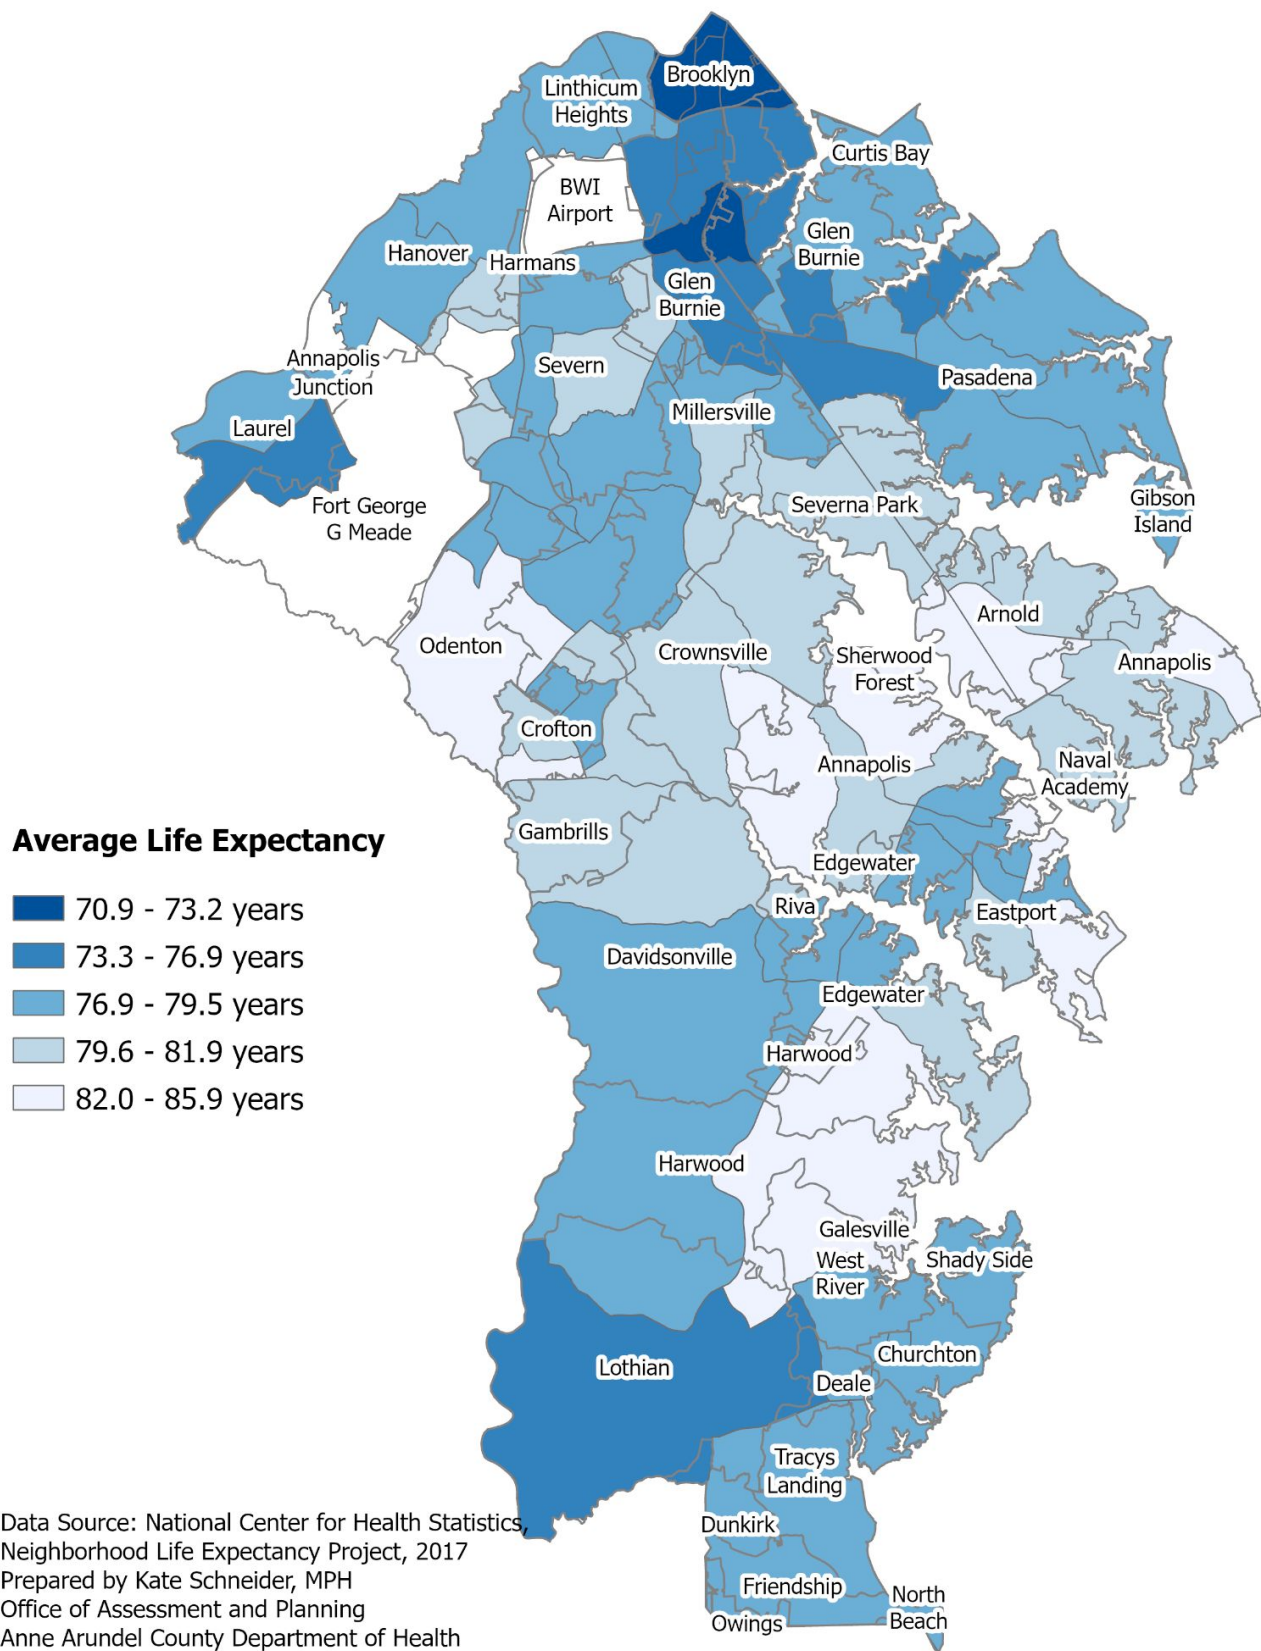 Brooklyn
Linthicum
Heights
Curtis Bay
BWI
Airport
Glen
Burnie
Hanover
Harmans
Glen
Burnie
Annapolis
Junction
Severn
Pasadena
Millersville
Laurel
Severna Park
Gibson
Island
Fort George
G Meade
Arnold
Odenton
Crownsville
Sherwood
Forest
Annapolis
Crofton
Annapolis
Naval
Academy
Gambrills
Edgewater
Riva
Eastport
Davidsonville
Edgewater
Harwood
Harwood
Galesville
West
River
Shady Side
Churchton
Lothian
Deale
Tracys
Landing
Dunkirk
Friendship
North
Beach
Owings
Average Life Expectancy
70.9 - 73.2 years
73.3 - 76.9 years
76.9 - 79.5 years
79.6 - 81.9 years
82.0 - 85.9 years
Data Source: National Center for Health Statistics,
Neighborhood Life Expectancy Project, 2017
Prepared by Kate Schneider, MPH
Office of Assessment and Planning
Anne Arundel County Department of Health